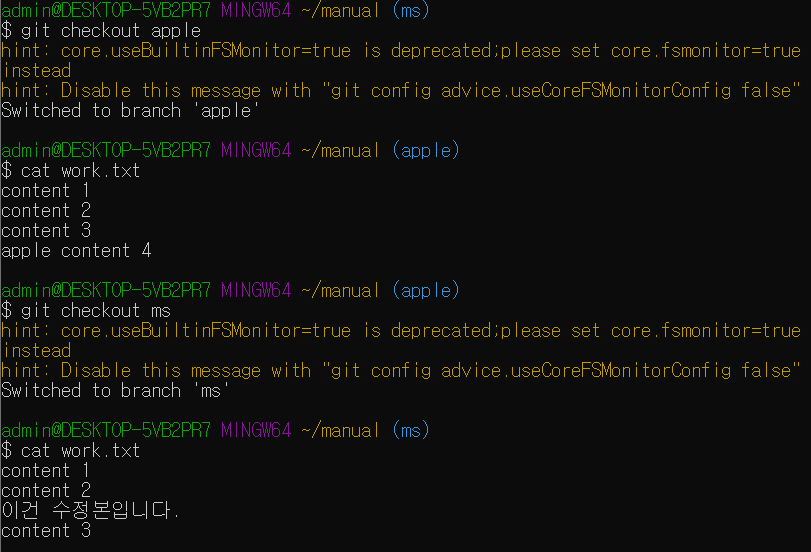 admin@DESKTOP-5VB2PR7 MINGW64 ~/manual (ms)
$ git checkout apple
hint: core.useBuiltinFSMonitor=true is deprecated;please set core.fsmonitor=true
instead
hint: Disable this message with "git config advice.useCoreFSMonitorConfig false"
Switched to branch 'apple'
admin@DESKTOP-5VB2PR7 MINGW64 ~/manual (apple)
$ cat work.txt
content 1
content 2
content 3
apple content 4
admin@DESKTOP-5VB2PR7 MINGW64 ~/manual (apple)
$ git checkout ms
hint: core.useBuiltinFSMonitor=true is deprecated;please set core.fsmonitor=true
instead
hint: Disable this message with "git config advice.useCoreFSMonitorConfig false"
Switched to branch 'ms'
admin@DESKTOP-5VB2PR7 MINGW64 ~/manual (ms)
$ cat work.txt
content 1
content 2
이건 수정본입니다.
content 3